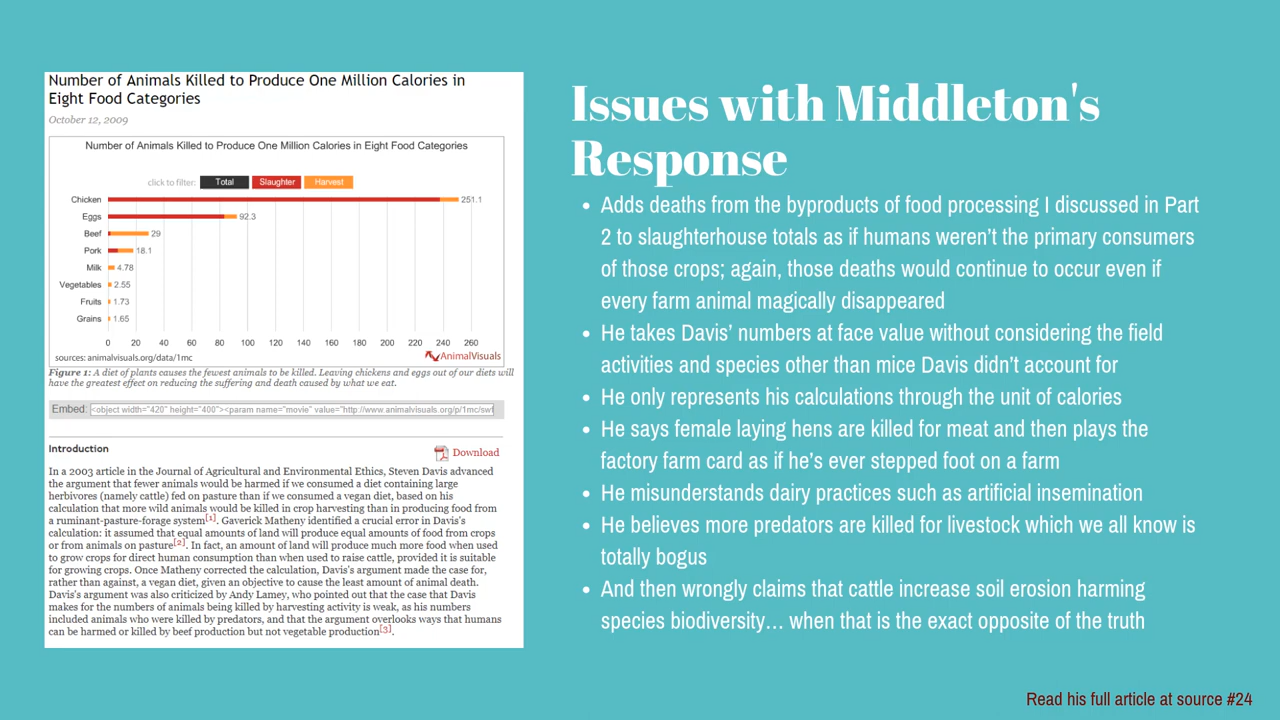 Number of Animals Killed to Produce One Million Calories in
Eight Food Categories
October 12, 2009
Number of Animals Killed to Produce One Million Calories in Eight Food Categories
click to filter: Total Slaughter Harvest
Chicken 251.1
Eggs 92.3
Beef 29
Pork 18.1
Milk 4.78
Vegetables 2.55
Fruits 1.73
Grains 1.65
0 20 40 60 80 100 120 140 160 180 200 220 240 260
sources: animalvisuals.org/data/1mc
AnimalVisuals
Figure 1: A diet of plants causes the fewest animals to be killed. Leaving chickens and eggs out of our diets will
have the greatest effect on reducing the suffering and death caused by what we eat.
Embed: <object width="420" height="400"><param name="movie" value="http://www.animalvisuals.org/p/1mc/swf
Introduction
Download
In a 2003 article in the Journal of Agricultural and Environmental Ethics, Steven Davis advanced
the argument that fewer animals would be harmed if we consumed a diet containing large
herbivores (namely cattle) fed on pasture than if we consumed a vegan diet, based on his
calculation that more wild animals would be killed in crop harvesting than in producing food from
a ruminant-pasture-forage system[1]. Gaverick Matheny identified a crucial error in Davis's
calculation: it assumed that equal amounts of land will produce equal amounts of food from crops
or from animals on pasture[2]. In fact, an amount of land will produce much more food when used
to grow crops for direct human consumption than when used to raise cattle, provided it is suitable
for growing crops. Once Matheny corrected the calculation, Davis's argument made the case for,
rather than against, a vegan diet, given an objective to cause the least amount of animal death.
Davis's argument was also criticized by Andy Lamey, who pointed out that the case that Davis
makes for the numbers of animals being killed by harvesting activity is weak, as his numbers
included animals who were killed by predators, and that the argument overlooks ways that humans
can be harmed or killed by beef production but not vegetable production[3].
Issues with Middleton's
Response
• Adds deaths from the byproducts of food processing I discussed in Part
2 to slaughterhouse totals as if humans weren't the primary consumers
of those crops; again, those deaths would continue to occur even if
every farm animal magically disappeared
• He takes Davis' numbers at face value without considering the field
activities and species other than mice Davis didn't account for
• He only represents his calculations through the unit of calories
• He says female laying hens are killed for meat and then plays the
factory farm card as if he's ever stepped foot on a farm
• He misunderstands dairy practices such as artificial insemination
• He believes more predators are killed for livestock which we all know is
totally bogus
• And then wrongly claims that cattle increase soil erosion harming
species biodiversity... when that is the exact opposite of the truth
Read his full article at source #24